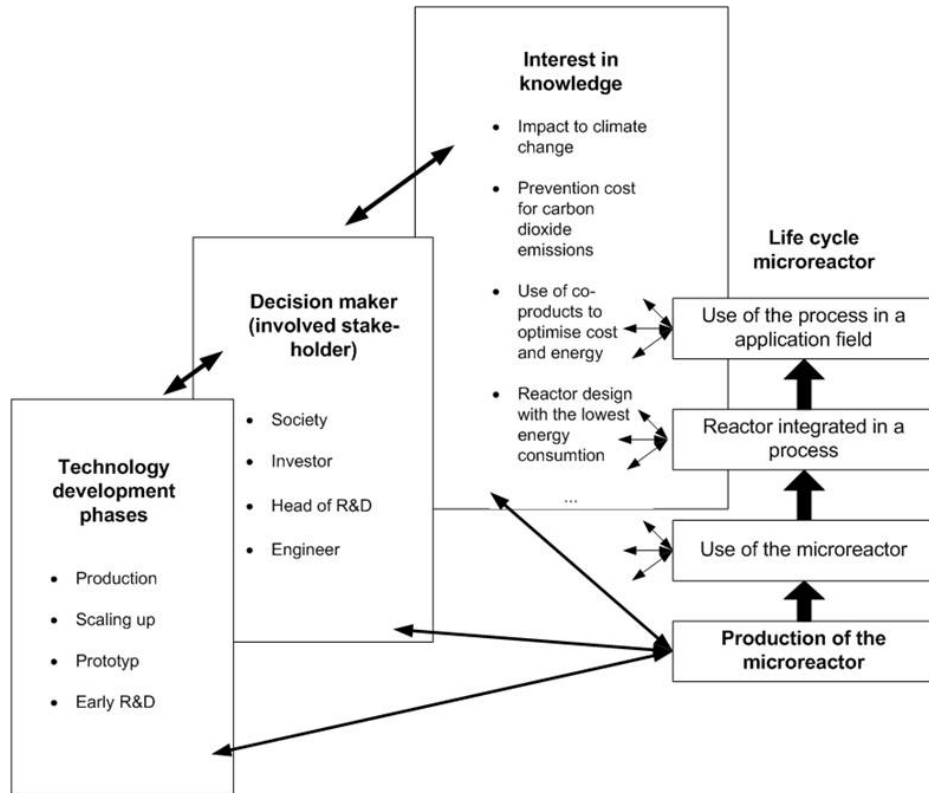 Interest in
knowledge
• Impact to climate
change
• Prevention cost
for carbon
dioxide
emissions
• Use of co-
products to
optimise cost
and energy
• Reactor design
with the lowest
energy
consumtion
...
Decision maker
(involved stake-
holder)
• Society
• Investor
• Head of R&D
• Engineer
Technology
development
phases
• Production
• Scaling up
• Prototyp
• Early R&D
Life cycle
microreactor
Use of the process in a
application field
Reactor integrated in a
process
Use of the microreactor
Production of the
microreactor